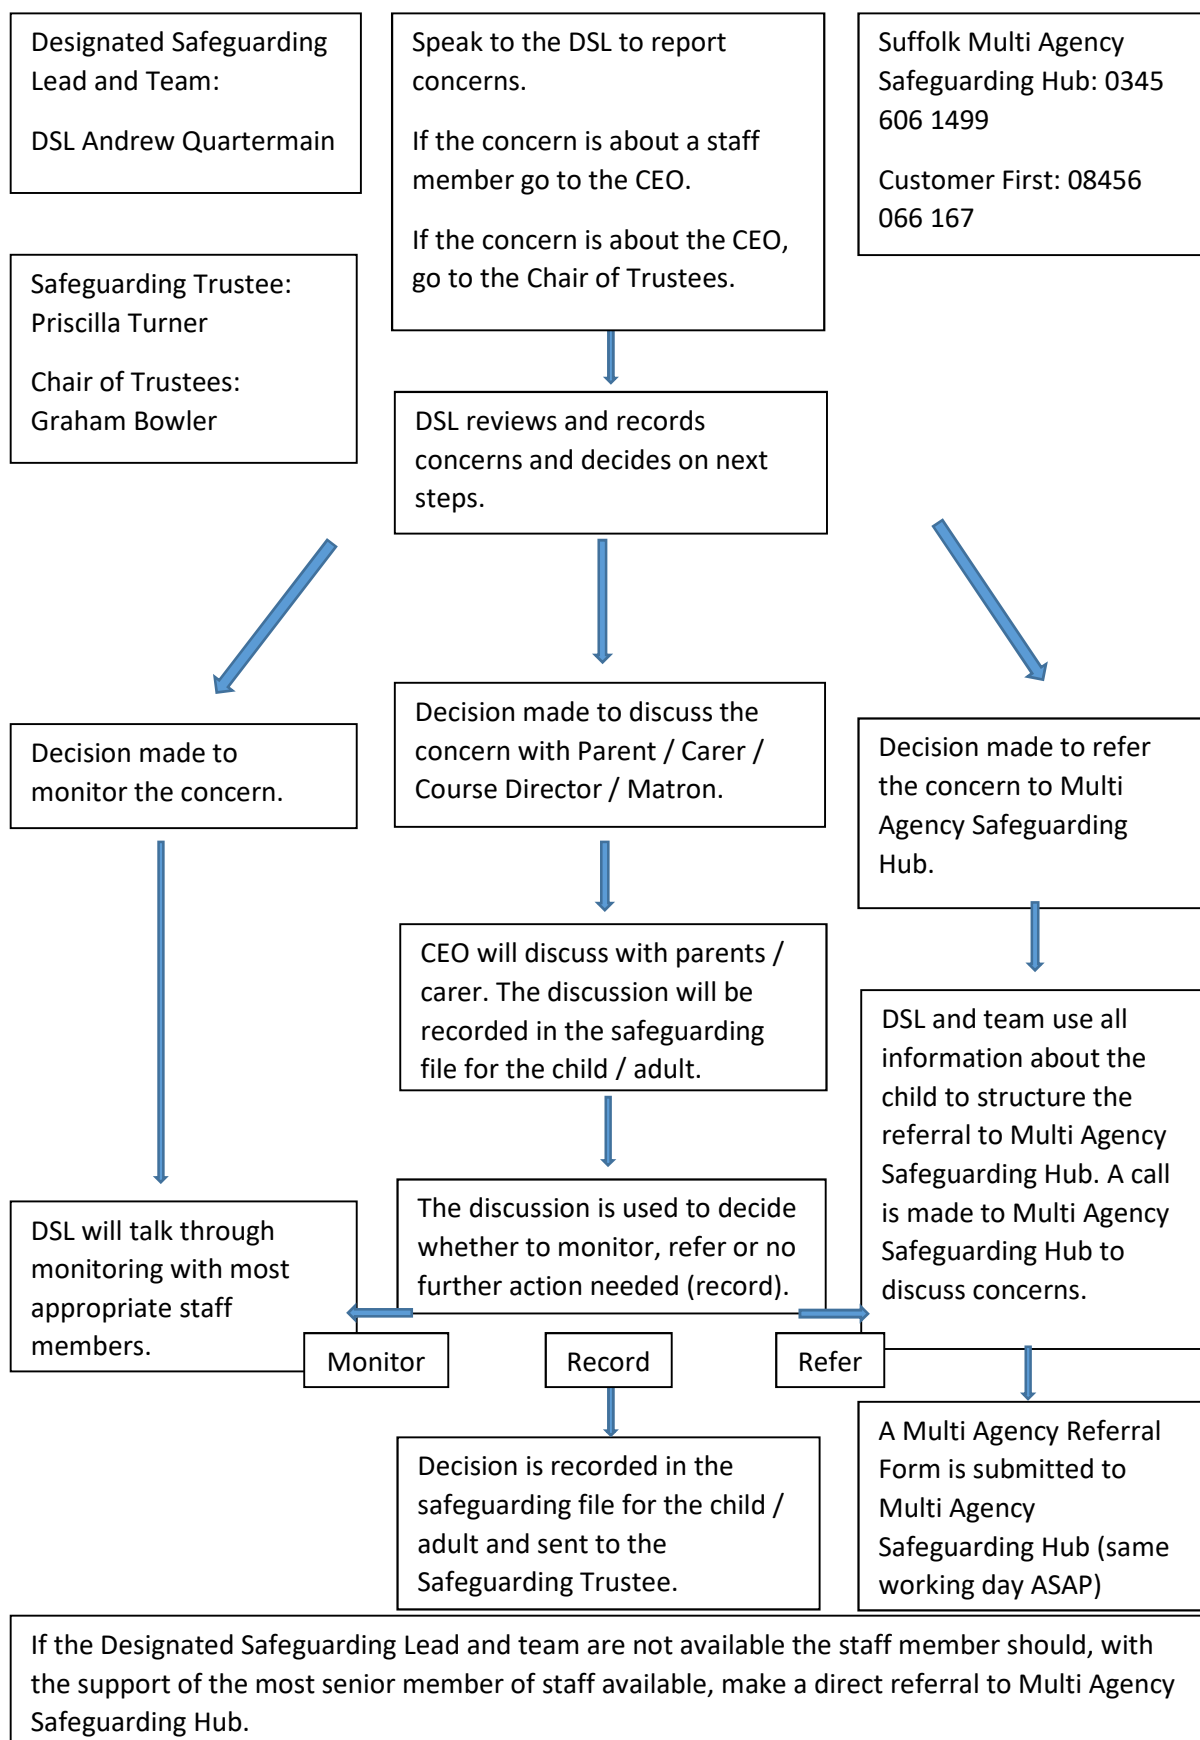 Designated Safeguarding
Lead and Team:
DSL Andrew Quartermain
Speak to the DSL to report
concerns.
If the concern is about a staff
member go to the CEO.
If the concern is about the CEO,
go to the Chair of Trustees.
Suffolk Multi Agency
Safeguarding Hub: 0345
606 1499
Customer First: 08456
066 167
Safeguarding Trustee:
Priscilla Turner
Chair of Trustees:
Graham Bowler
DSL reviews and records
concerns and decides on next
steps.
Decision made to
monitor the concern.
Decision made to discuss the
concern with Parent / Carer /
Course Director / Matron.
Decision made to refer
the concern to Multi
Agency Safeguarding
Hub.
CEO will discuss with parents /
carer. The discussion will be
recorded in the safeguarding
file for the child / adult.
DSL and team use all
information about the
child to structure the
referral to Multi Agency
Safeguarding Hub. A call
is made to Multi Agency
Safeguarding Hub to
discuss concerns.
DSL will talk through
monitoring with most
appropriate staff
members.
The discussion is used to decide
whether to monitor, refer or no
further action needed (record).
Monitor
Record
Refer
Decision is recorded in the
safeguarding file for the child /
adult and sent to the
Safeguarding Trustee.
A Multi Agency Referral
Form is submitted to
Multi Agency
Safeguarding Hub (same
working day ASAP)
If the Designated Safeguarding Lead and team are not available the staff member should, with
the support of the most senior member of staff available, make a direct referral to Multi Agency
Safeguarding Hub.